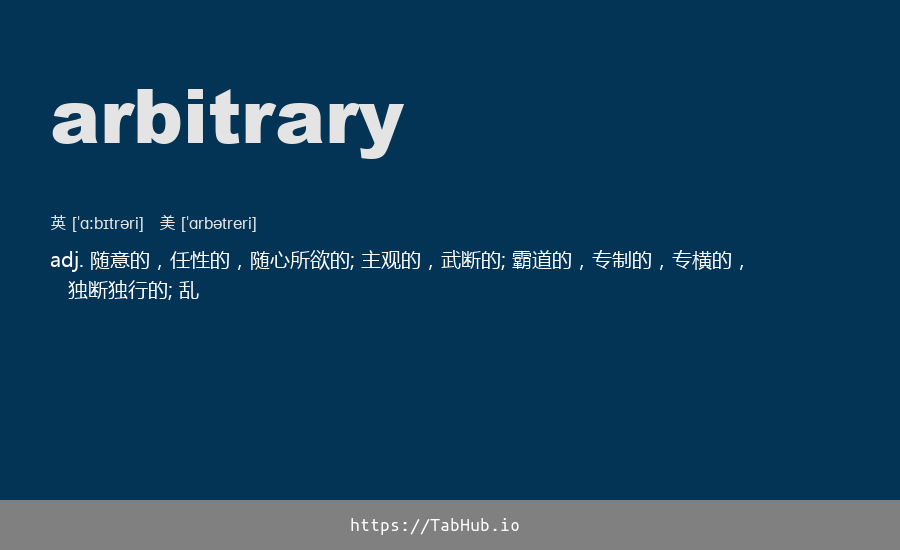 arbitrary
英 [ˈɑ:bɪtrəri] 美 [ˈɑrbətreri]
adj. 随意的，任性的，随心所欲的; 主观的，武断的; 霸道的，专制的，专横的，
独断独行的; 乱
https://TabHub.io